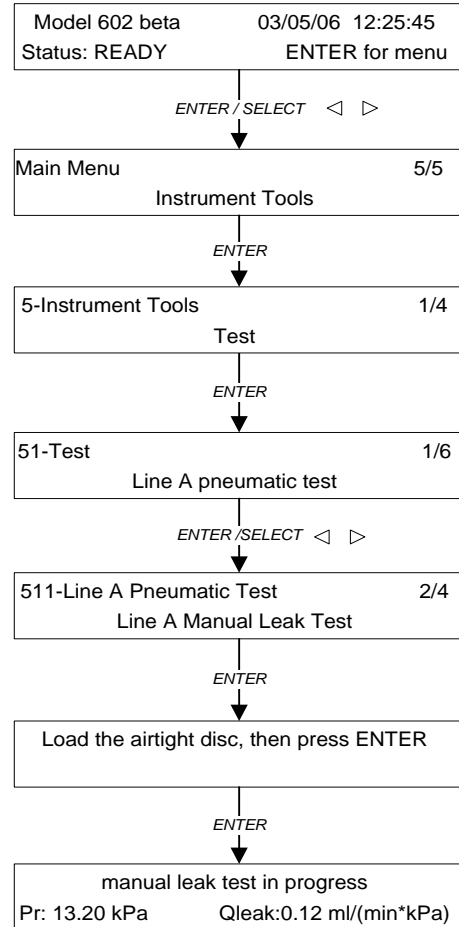 Model 602 beta 03/05/06 12:25:45
Status: READY ENTER for menu
ENTER / SELECT ◁ ▷
Main Menu 5/5
Instrument Tools
ENTER
5-Instrument Tools 1/4
Test
ENTER
51-Test 1/6
Line A pneumatic test
ENTER /SELECT ◁ ▷
511-Line A Pneumatic Test 2/4
Line A Manual Leak Test
ENTER
Load the airtight disc, then press ENTER
ENTER
manual leak test in progress
Pr: 13.20 kPa Qleak:0.12 ml/(min*kPa)